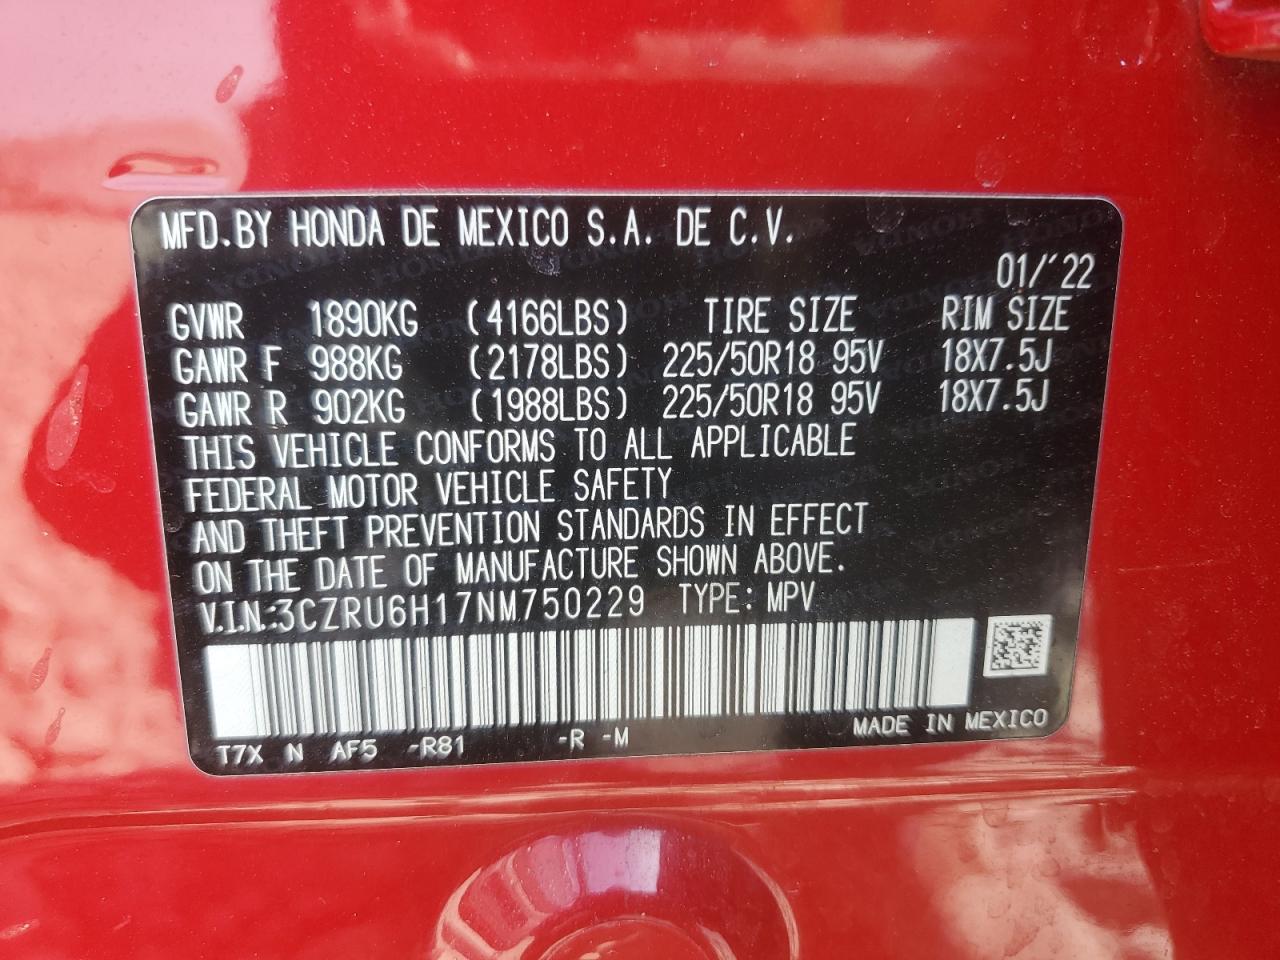 MFD.BY HONDA DE MEXICO S.A. DE C.V.
01/'22
GVWR 1890KG (4166LBS) TIRE SIZE RIM SIZE
GAWR F 988KG (2178LBS) 225/50R18 95V 18X7.5J
GAWR R 902KG (1988LBS) 225/50R18 95V 18X7.5J
THIS VEHICLE CONFORMS TO ALL APPLICABLE
FEDERAL MOTOR VEHICLE SAFETY
AND THEFT PREVENTION STANDARDS IN EFFECT
ON THE DATE OF MANUFACTURE SHOWN ABOVE.
V.I.N.:3CZRU6H17NM750229 TYPE: MPV
T7X N AF5 -R81 -R -M MADE IN MEXICO